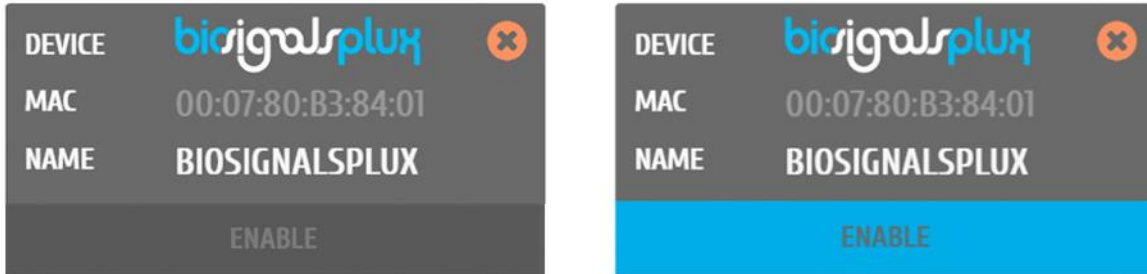 DEVICE biosignalsplux
MAC 00:07:80:B3:84:01
NAME BIOSIGNALSPLUX
ENABLE
DEVICE biosignalsplux
MAC 00:07:80:B3:84:01
NAME BIOSIGNALSPLUX
ENABLE